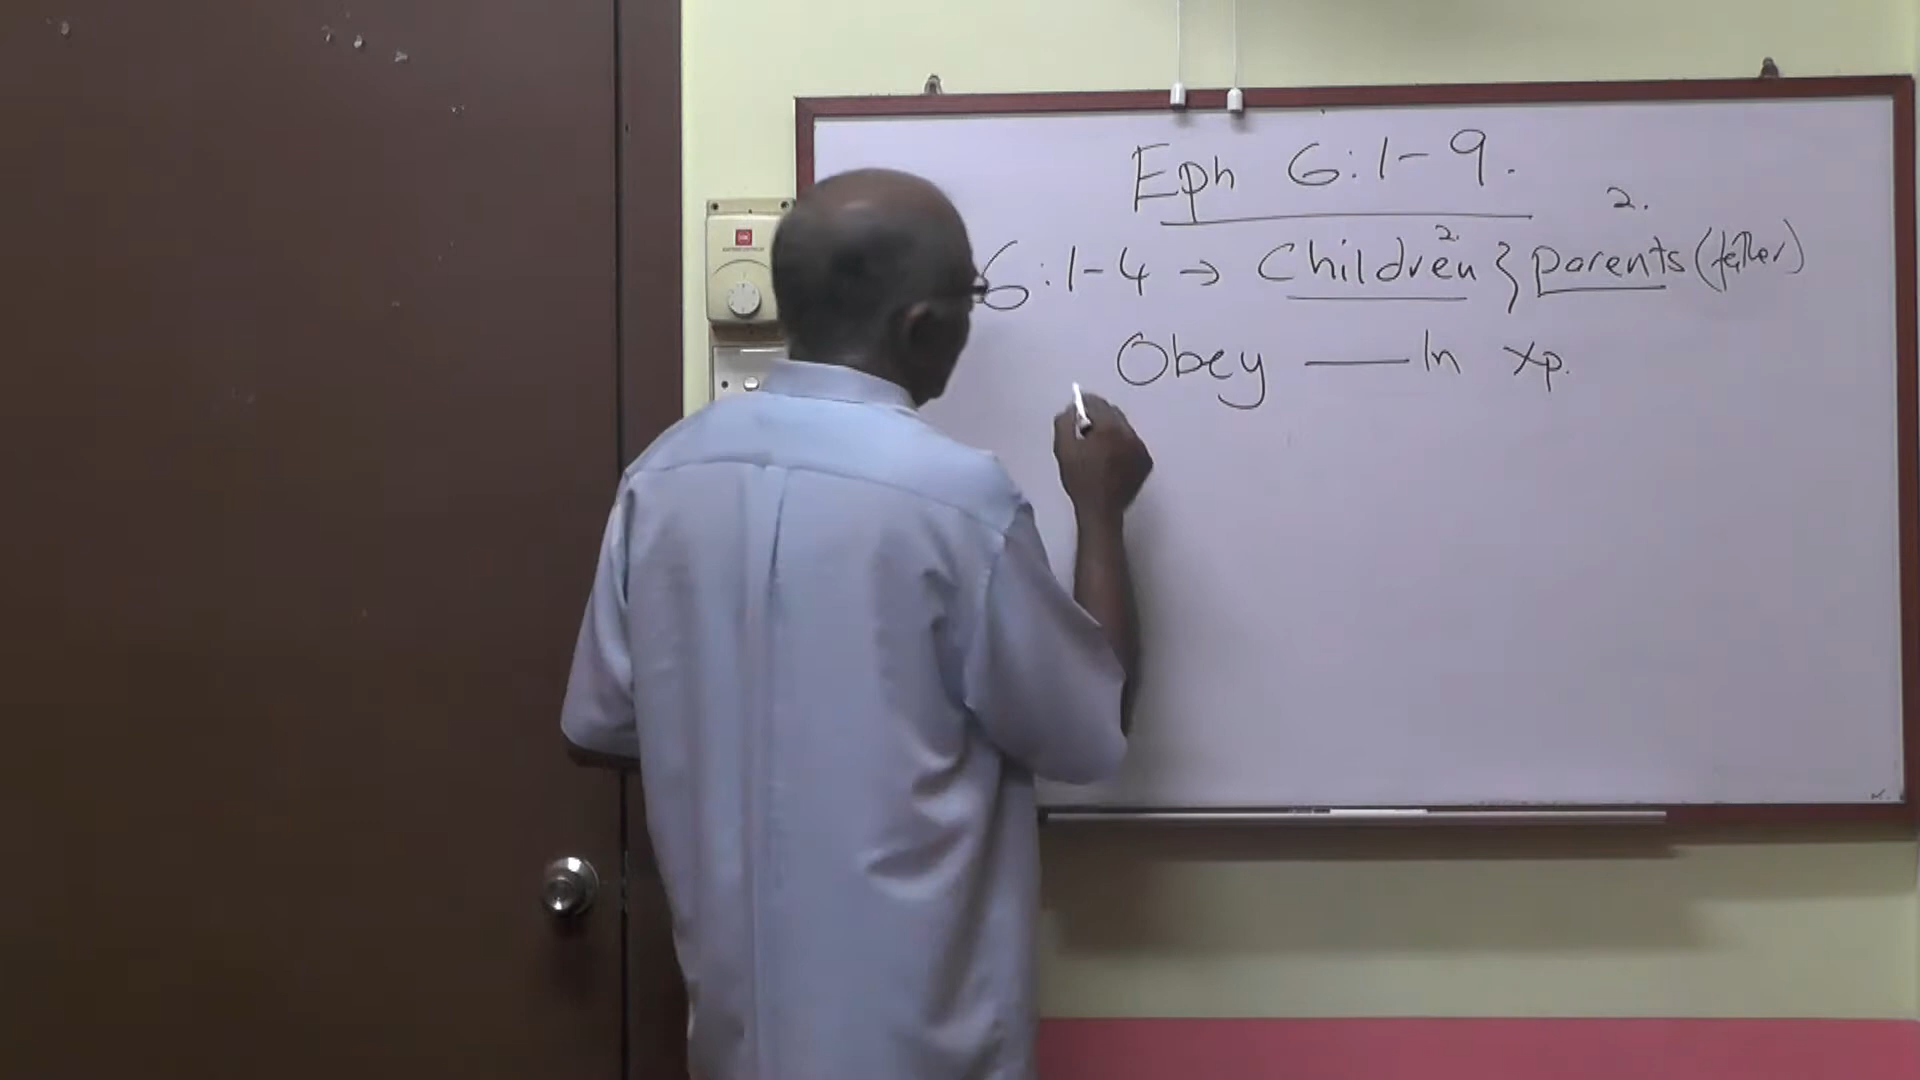 Eph 6:1-9.
2.
2.
6:1-4 → Children } parents (father)
Obey — In Xp.